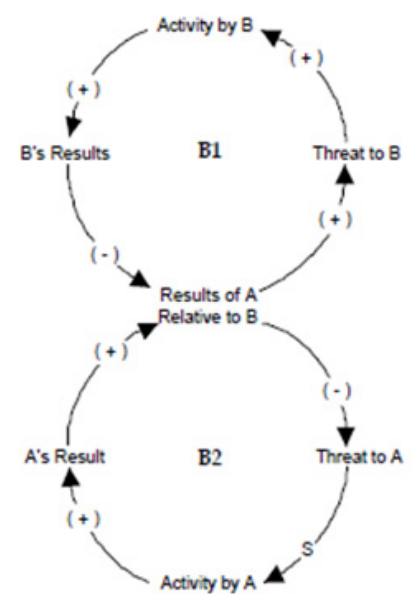 Activity by B
( + )
( + )
B's Results
B1
Threat to B
( + )
( - )
Results of A
Relative to B
( + )
( - )
A's Result
B2
Threat to A
( + )
S
Activity by A